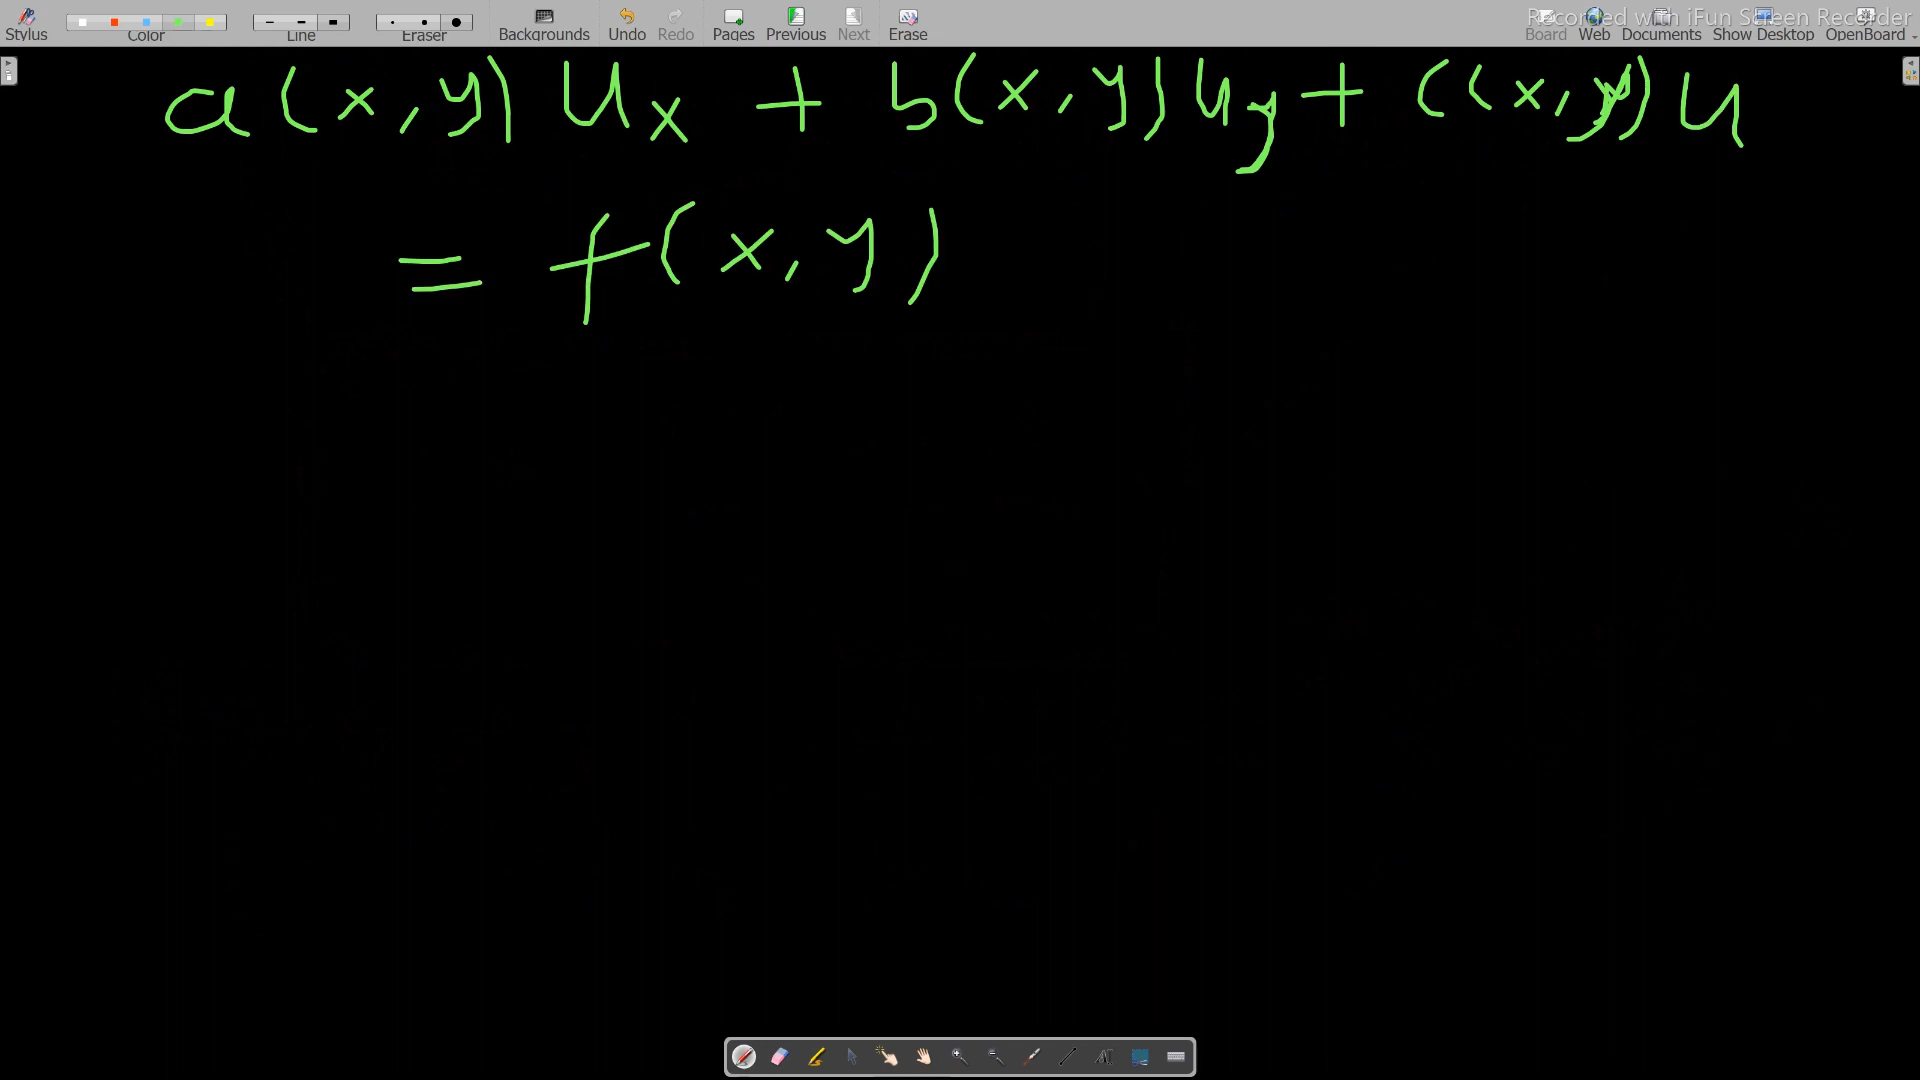 Recorded with iFun Screen Recorder
Stylus Color Line Eraser Backgrounds Undo Redo Pages Previous Next Erase Board Web Documents Show Desktop OpenBoard
a(x,y) ux + b(x,y)uy + c(x,y) u
= f(x,y)